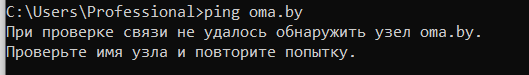 C:\Users\Professional>ping oma.by
При проверке связи не удалось обнаружить узел oma.by.
Проверьте имя узла и повторите попытку.